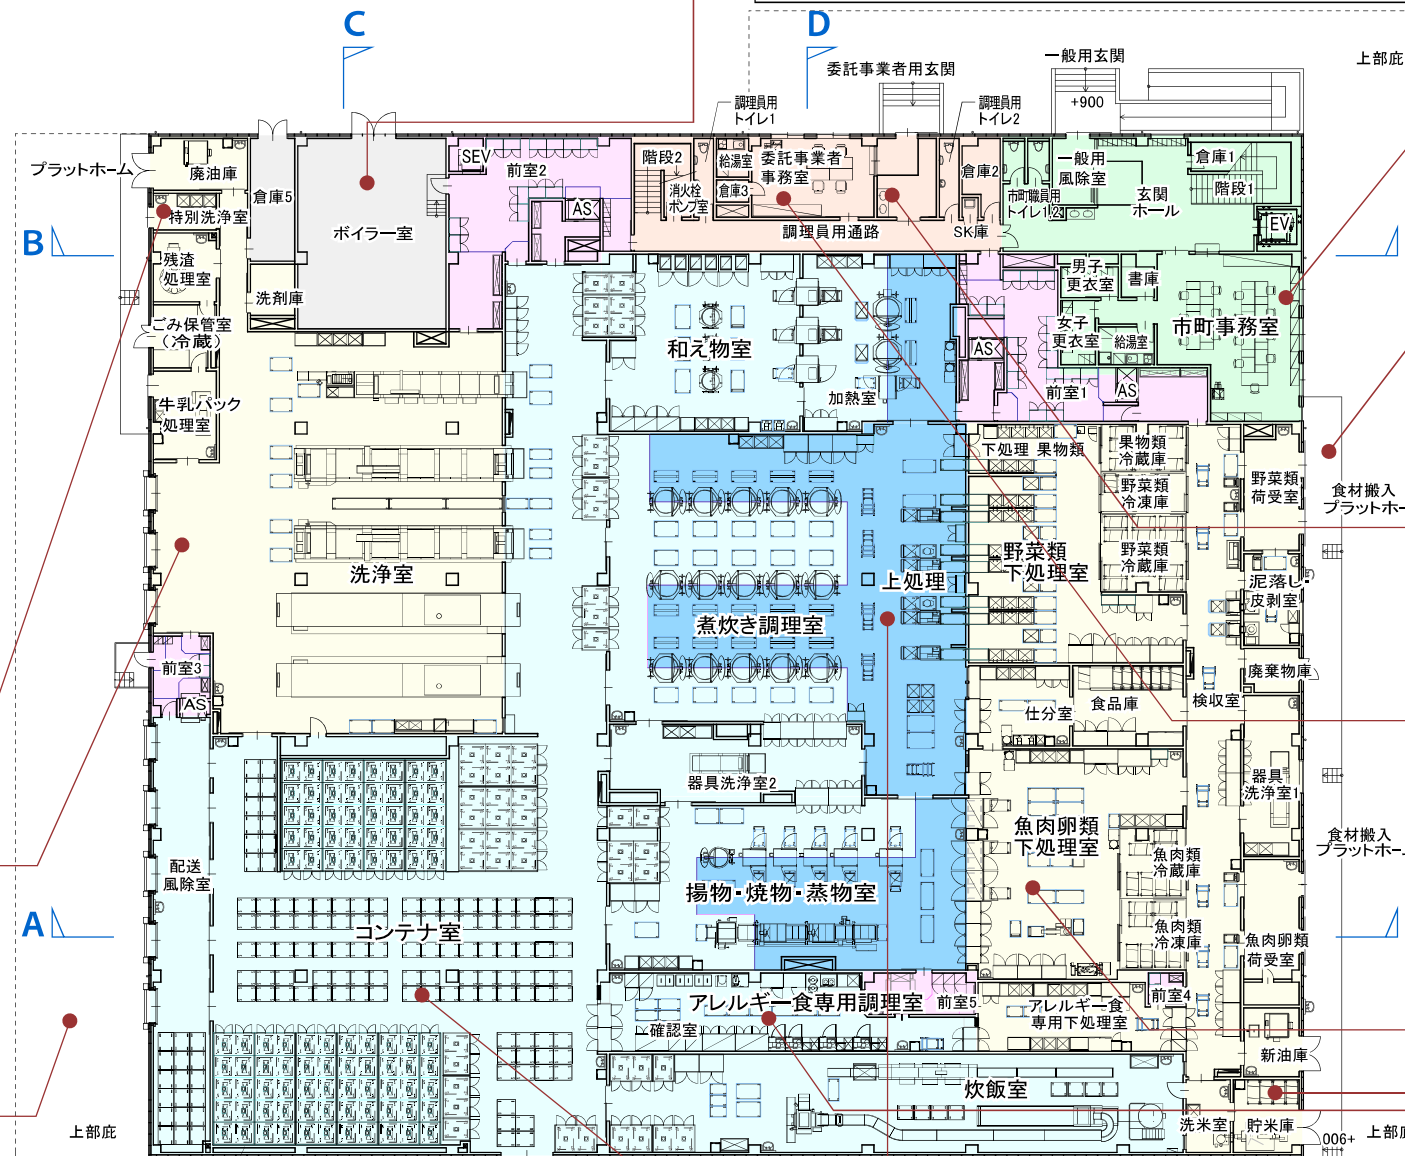 C
D
委託事業者用玄関
一般用玄関
上部庇
調理員用
トイレ1
調理員用
トイレ2
+900
プラットホーム
廃油庫
倉庫5
SEV
前室2
階段2
給湯室
委託事業者
事務室
倉庫2
一般用
風除室
倉庫1
階段1
特別洗浄室
ボイラー室
AS
消火栓
ポンプ室
倉庫3
市町職員用
トイレ1,2
玄関
ホール
B
調理員用通路
SK庫
EV
残渣
処理室
洗剤庫
男子
更衣室
書庫
ごみ保管室
(冷蔵)
和え物室
AS
女子
更衣室
給湯室
市町事務室
加熱室
前室1
AS
牛乳パック
処理室
下処理 果物類
果物類
冷蔵庫
野菜類
冷凍庫
野菜類
荷受室
食材搬入
プラットホー
洗浄室
上処理
野菜類
下処理室
野菜類
冷蔵庫
泥落し・
皮剥室
煮炊き調理室
前室3
AS
廃棄物庫
仕分室
食品庫
検収室
器具洗浄室2
器具
洗浄室1
魚肉卵類
下処理室
食材搬入
プラットホー
配送
風除室
魚肉類
冷蔵庫
揚物・焼物・蒸物室
A
コンテナ室
魚肉類
冷凍庫
魚肉卵類
荷受室
アレルギー食専用調理室
前室5
前室4
確認室
アレルギー食
専用下処理室
新油庫
炊飯室
上部庇
洗米室
貯米庫
+900
上部庇